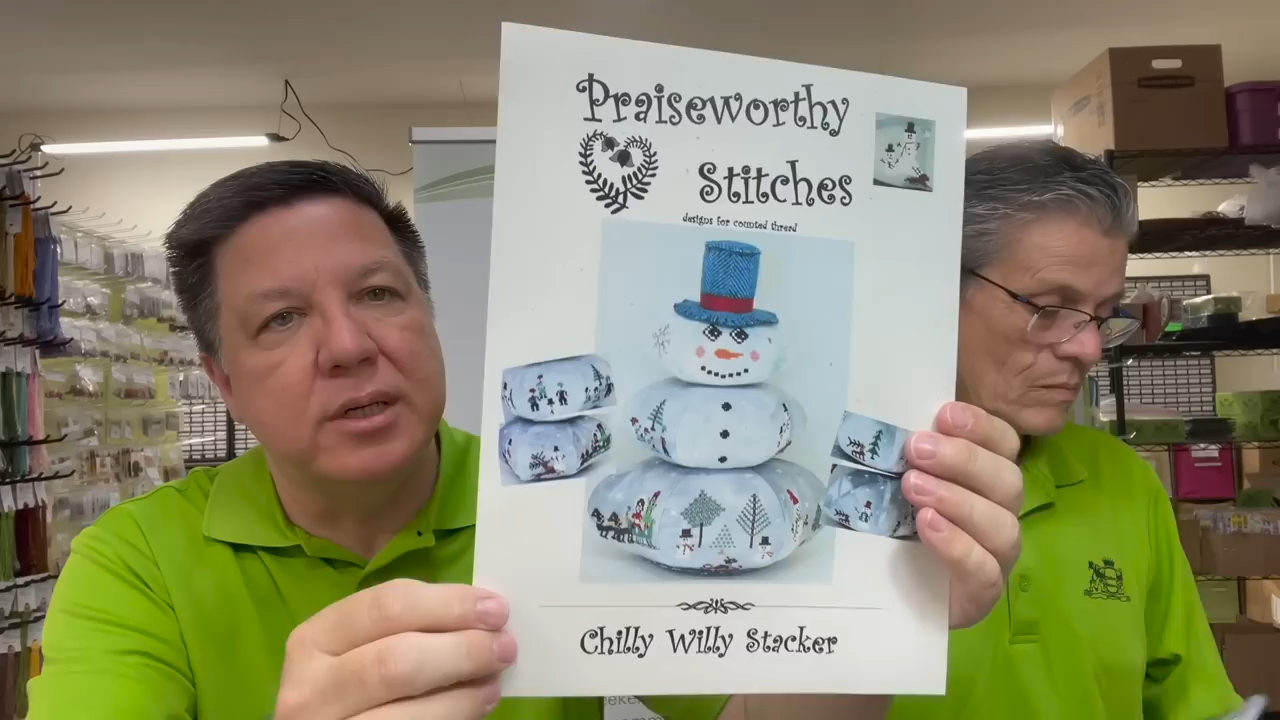 Praiseworthy
Stitches
designs for counted thread
Chilly Willy Stacker